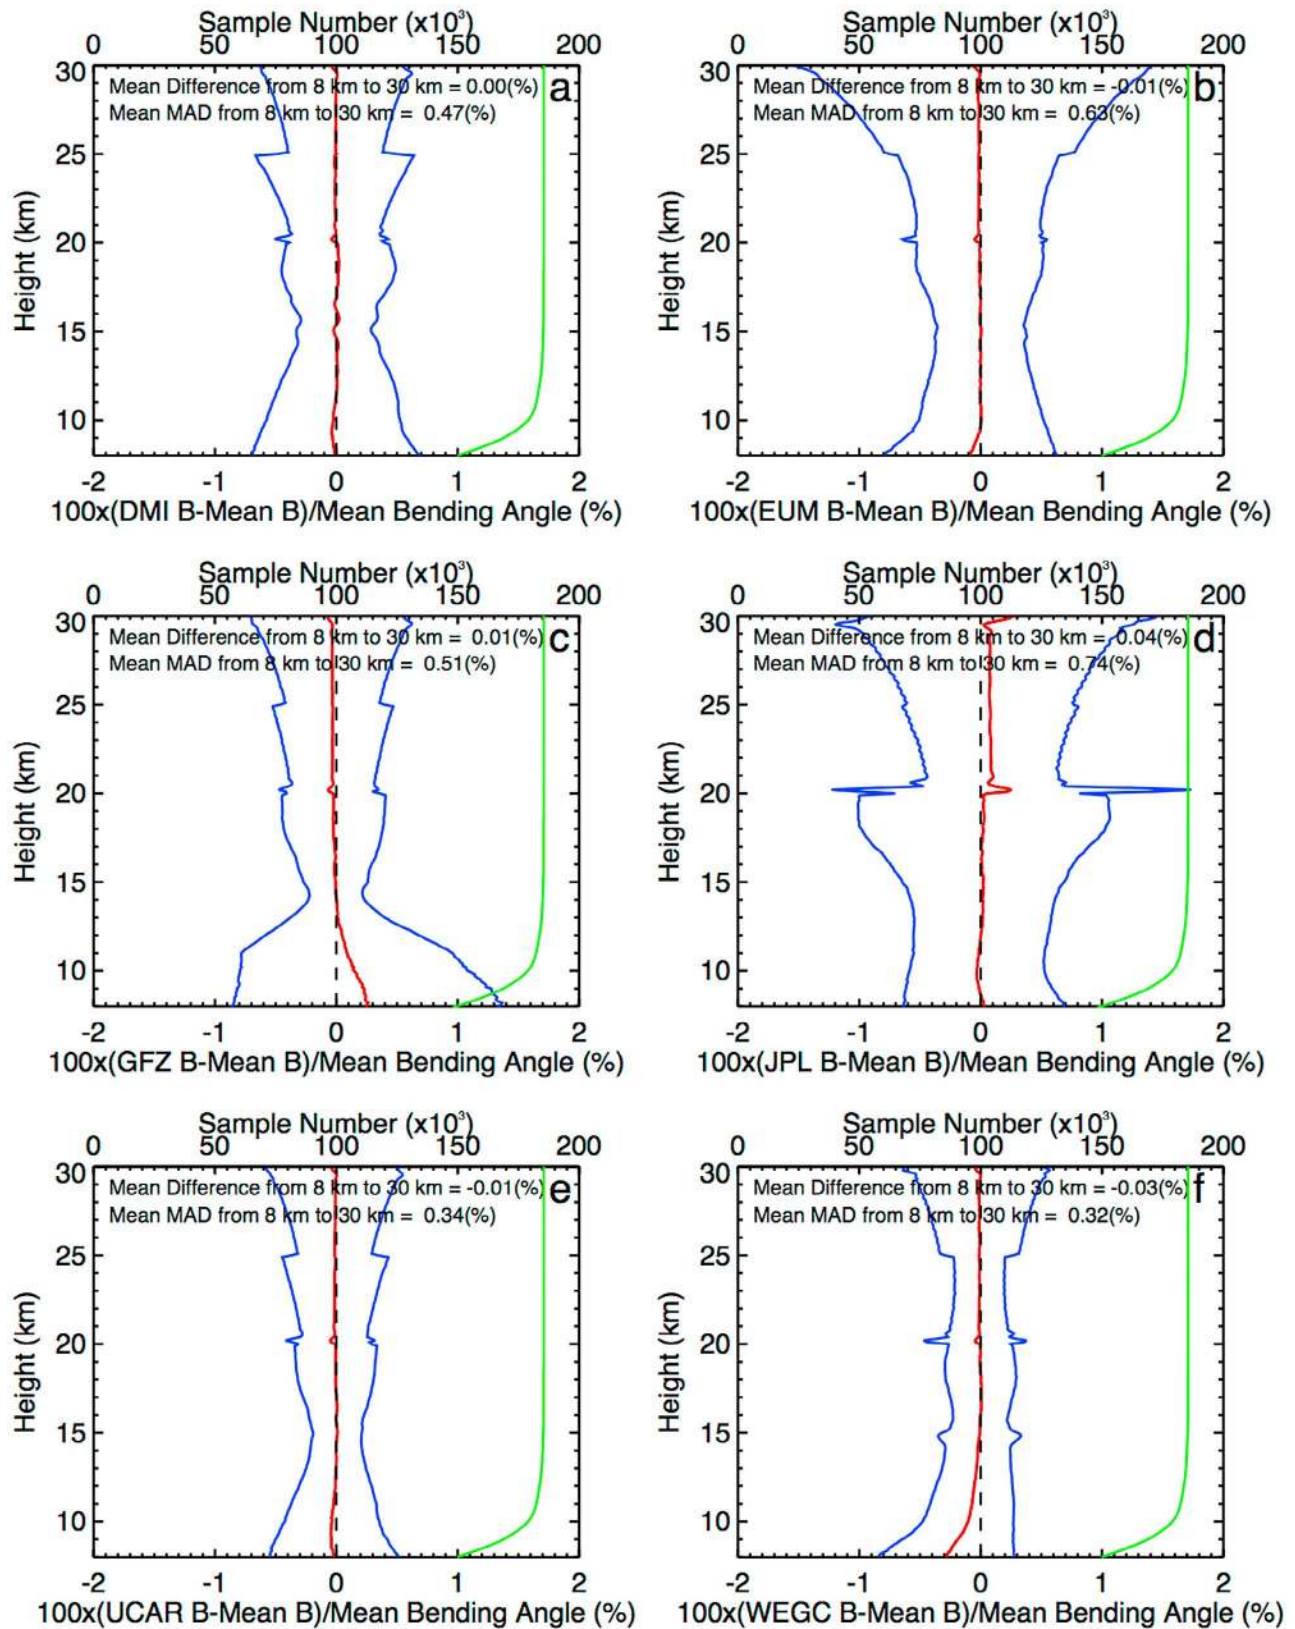 Sample Number (x10³)
0 50 100 150 200
30
25
20
15
10
Height (km)
Mean Difference from 8 km to 30 km = 0.00(%)
Mean MAD from 8 km to 30 km = 0.47(%)
a
-2 -1 0 1 2
100x(DMI B-Mean B)/Mean Bending Angle (%)
Sample Number (x10³)
0 50 100 150 200
30
25
20
15
10
Height (km)
Mean Difference from 8 km to 30 km = -0.01(%)
Mean MAD from 8 km to 30 km = 0.63(%)
b
-2 -1 0 1 2
100x(EUM B-Mean B)/Mean Bending Angle (%)
Sample Number (x10³)
0 50 100 150 200
30
25
20
15
10
Height (km)
Mean Difference from 8 km to 30 km = 0.01(%)
Mean MAD from 8 km to 30 km = 0.51(%)
c
-2 -1 0 1 2
100x(GFZ B-Mean B)/Mean Bending Angle (%)
Sample Number (x10³)
0 50 100 150 200
30
25
20
15
10
Height (km)
Mean Difference from 8 km to 30 km = 0.04(%)
Mean MAD from 8 km to 30 km = 0.74(%)
d
-2 -1 0 1 2
100x(JPL B-Mean B)/Mean Bending Angle (%)
Sample Number (x10³)
0 50 100 150 200
30
25
20
15
10
Height (km)
Mean Difference from 8 km to 30 km = -0.01(%)
Mean MAD from 8 km to 30 km = 0.34(%)
e
-2 -1 0 1 2
100x(UCAR B-Mean B)/Mean Bending Angle (%)
Sample Number (x10³)
0 50 100 150 200
30
25
20
15
10
Height (km)
Mean Difference from 8 km to 30 km = -0.03(%)
Mean MAD from 8 km to 30 km = 0.32(%)
f
-2 -1 0 1 2
100x(WEGC B-Mean B)/Mean Bending Angle (%)